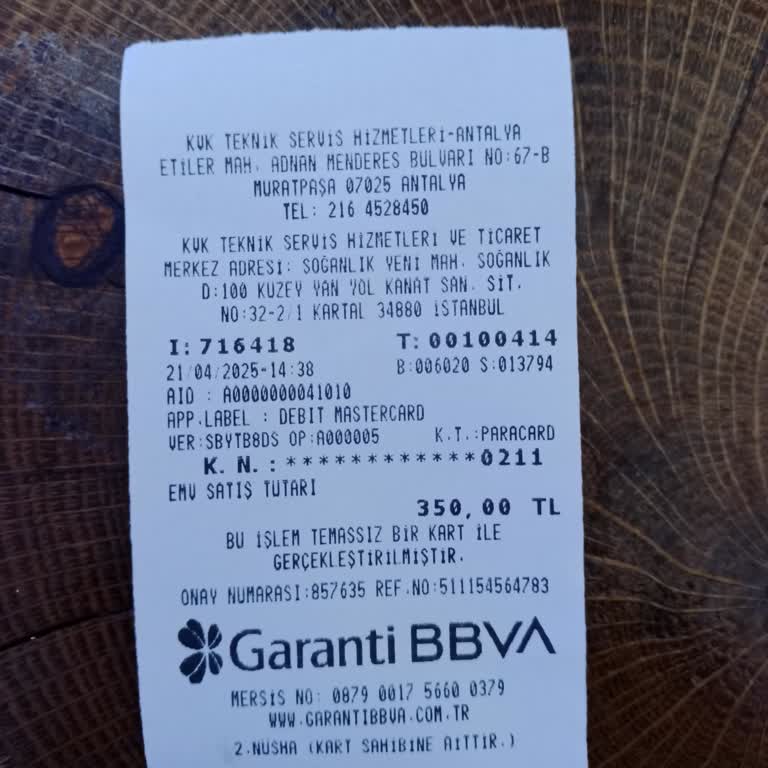 KVK TEKNİK SERVİS HİZMETLERİ-ANTALYA
ETİLER MAH. ADNAN MENDERES BULVARI NO:67-B
MURATPAŞA 07025 ANTALYA
TEL: 216 4528450
KVK TEKNİK SERVİS HİZMETLERİ VE TİCARET
MERKEZ ADRESİ: SOĞANLIK YENİ MAH. SOĞANLIK
D:100 KUZEY YAN YOL KANAT SAN. SİT.
NO:32-2/1 KARTAL 34880 İSTANBUL
I: 716418 T: 00100414
21/04/2025-14:38 B:006020 S:013794
AID : A0000000041010
APP.LABEL : DEBIT MASTERCARD
VER:SBYTB8DS OP:A000005 K.T.:PARACARD
K. N. : ************0211
EMV SATIŞ TUTARI
350,00 TL
BU İŞLEM TEMASSIZ BİR KART İLE
GERÇEKLEŞTİRİLMİŞTİR.
ONAY NUMARASI:857635 REF.NO:511154564783
Garanti BBVA
MERSİS NO: 0879 0017 5660 0379
WWW.GARANTIBBVA.COM.TR
2.NÜSHA (KART SAHİBİNE AİTTİR.)